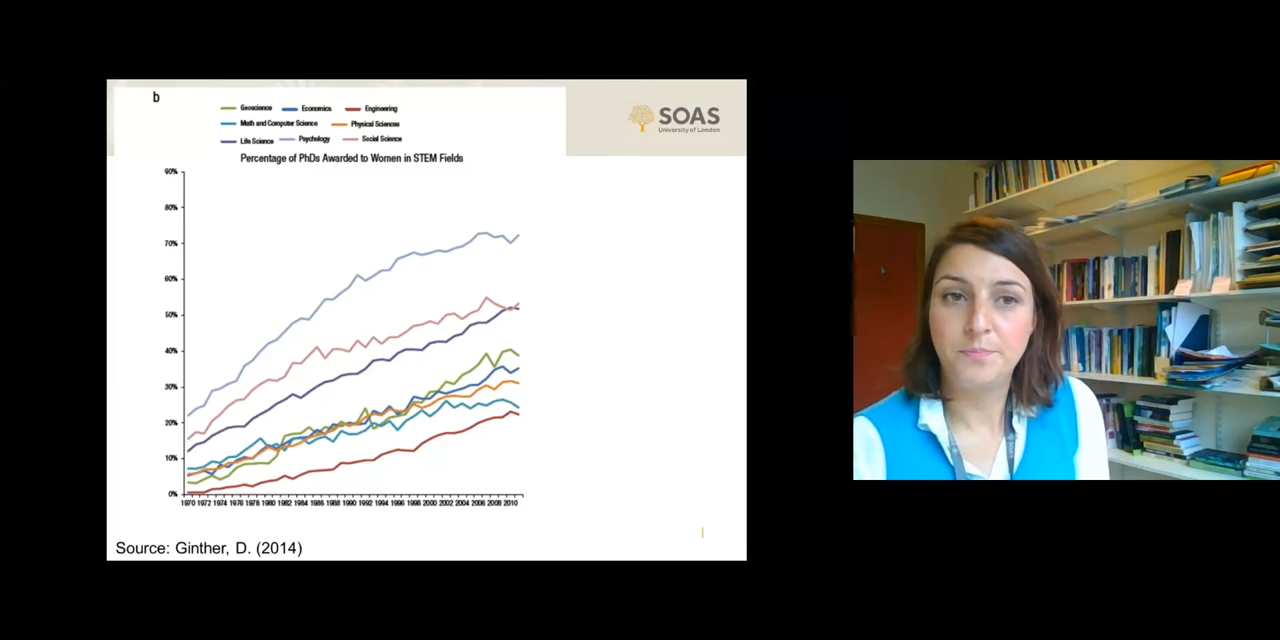 b
Geoscience Economics Engineering
Math and Computer Science Physical Sciences
Life Science Psychology Social Science
SOAS
University of London
Percentage of PhDs Awarded to Women in STEM Fields
90%
80%
70%
60%
50%
40%
30%
20%
10%
0%
1970 1972 1974 1976 1978 1980 1982 1984 1986 1988 1990 1992 1994 1996 1998 2000 2002 2004 2006 2008 2010
Source: Ginther, D. (2014)